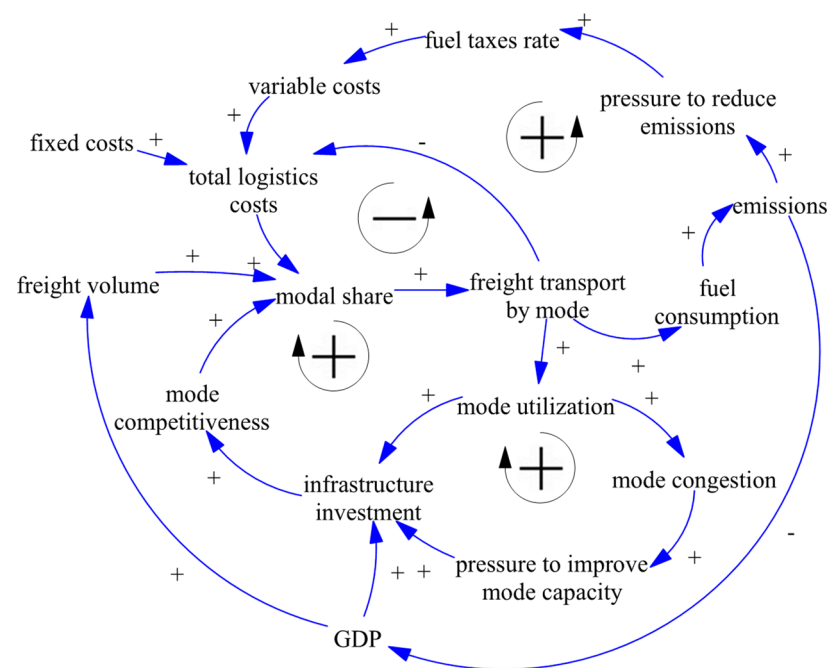 +
+
fuel taxes rate
variable costs
pressure to reduce
emissions
+
fixed costs
+
-
+
total logistics
costs
emissions
+
+
+
freight volume
+
modal share
freight transport
by mode
fuel
consumption
+
+
+
+
mode
competitiveness
+
mode utilization
+
+
infrastructure
investment
mode congestion
-
+
+
+
pressure to improve
mode capacity
+
GDP